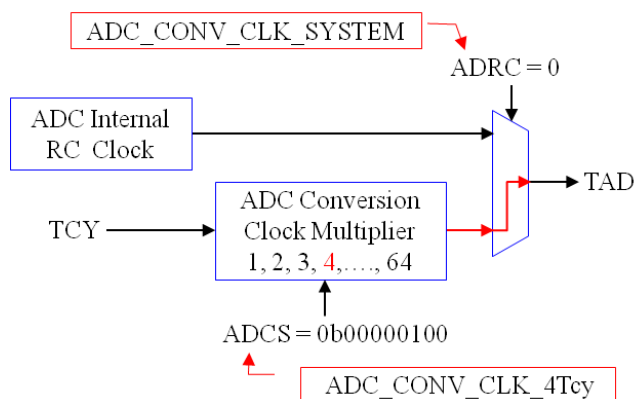 ADC_CONV_CLK_SYSTEM
ADRC = 0
ADC Internal
RC Clock
TAD
ADC Conversion
Clock Multiplier
1, 2, 3, 4,...., 64
TCY
ADCS = 0b00000100
ADC_CONV_CLK_4Tcy